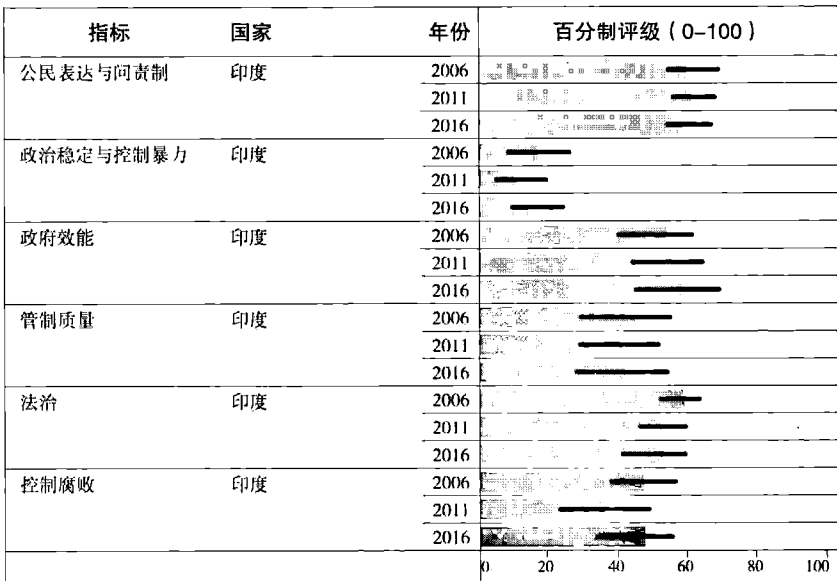 指标 国家 年份 百分制评级（0-100）
公民表达与问责制 印度 2006
2011
2016
政治稳定与控制暴力 印度 2006
2011
2016
政府效能 印度 2006
2011
2016
管制质量 印度 2006
2011
2016
法治 印度 2006
2011
2016
控制腐败 印度 2006
2011
2016
0 20 40 60 80 100